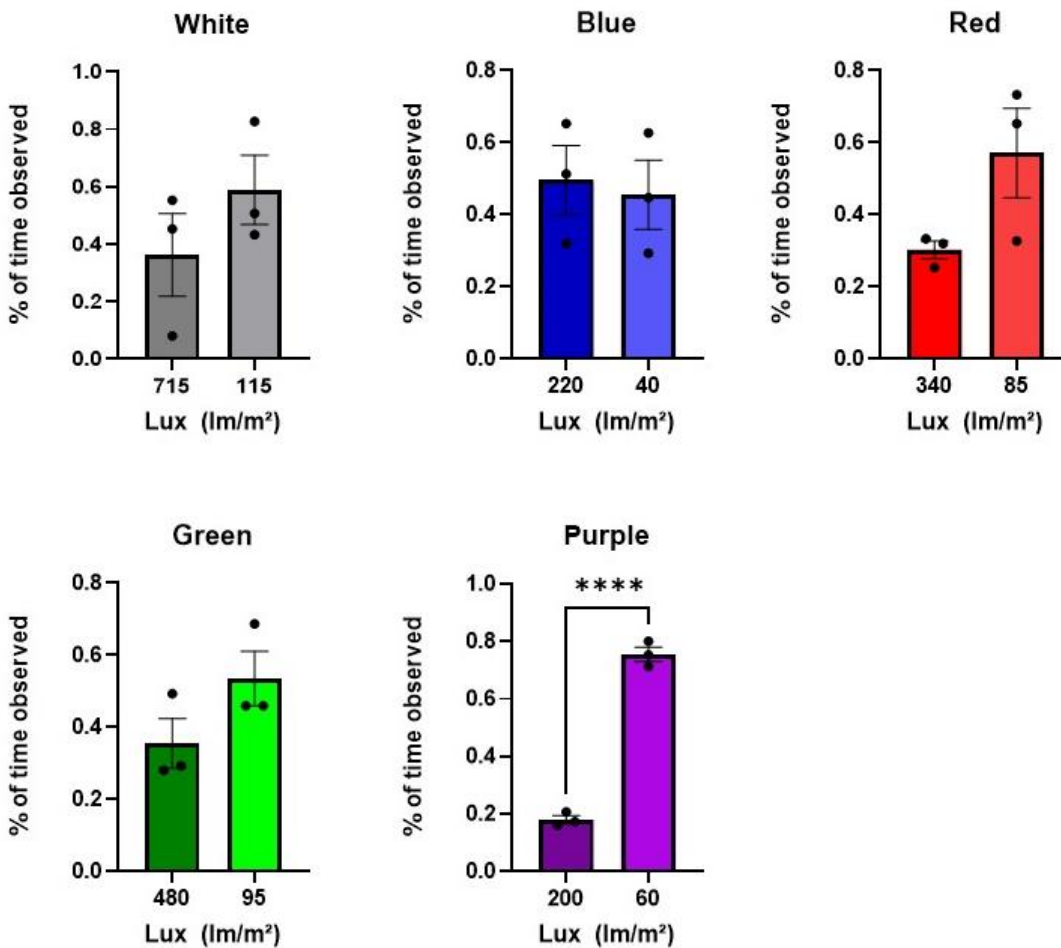 White
% of time observed
1.0
0.8
0.6
0.4
0.2
0.0
715 115
Lux (lm/m²)
Blue
% of time observed
0.8
0.6
0.4
0.2
0.0
220 40
Lux (lm/m²)
Red
% of time observed
0.8
0.6
0.4
0.2
0.0
340 85
Lux (lm/m²)
Green
% of time observed
0.8
0.6
0.4
0.2
0.0
480 95
Lux (lm/m²)
Purple
% of time observed
1.0
0.8
0.6
0.4
0.2
0.0
****
200 60
Lux (lm/m²)